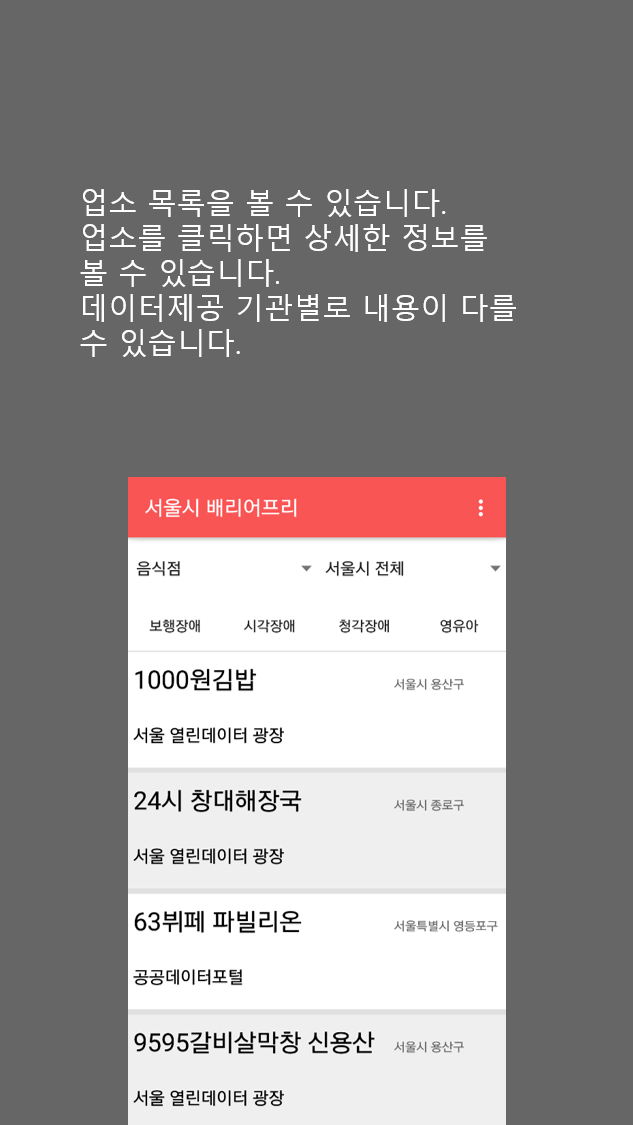 업소 목록을 볼 수 있습니다.
업소를 클릭하면 상세한 정보를
볼 수 있습니다.
데이터제공 기관별로 내용이 다를
수 있습니다.
서울시 배리어프리
음식점 서울시 전체
보행장애 시각장애 청각장애 영유아
1000원김밥 서울시 용산구
서울 열린데이터 광장
24시 창대해장국 서울시 종로구
서울 열린데이터 광장
63뷔페 파빌리온 서울특별시 영등포구
공공데이터포털
9595갈비살막창 신용산 서울시 용산구
서울 열린데이터 광장